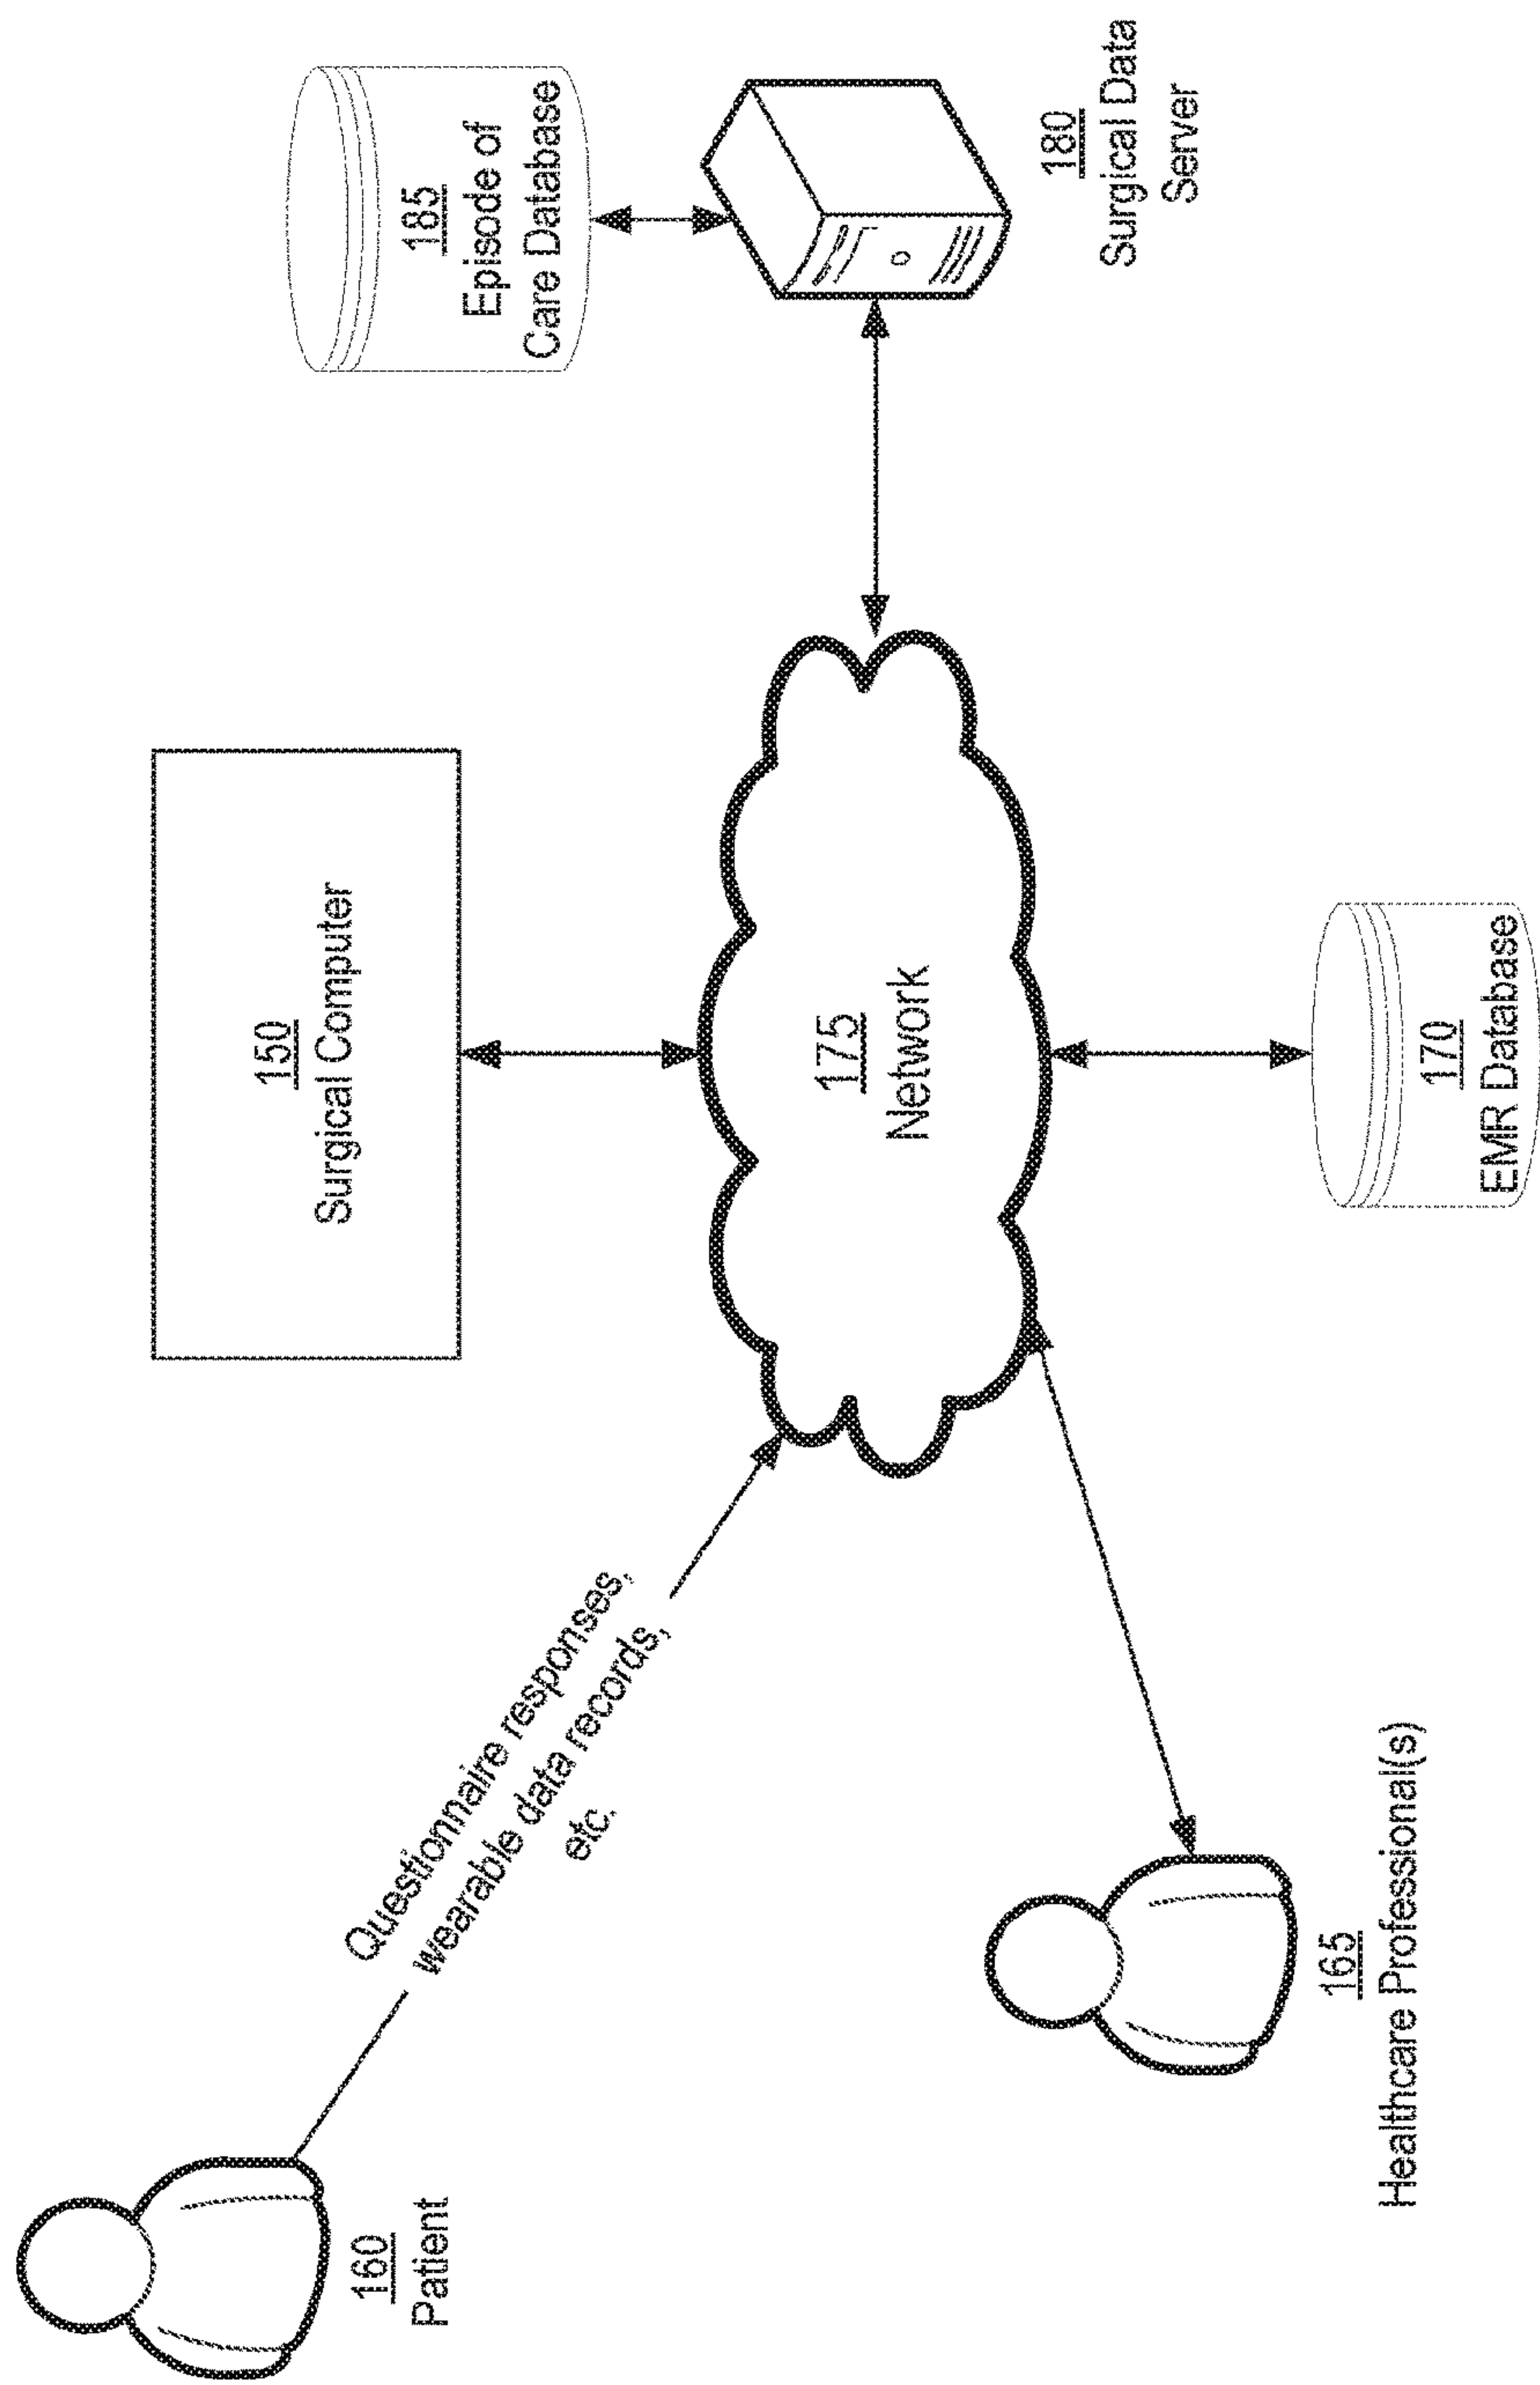 150
Surgical Computer
185
Episode of
Care Database
160
Patient
Questionnaire responses,
wearable data records,
etc.
175
Network
180
Surgical Data
Server
165
Healthcare Professional(s)
170
EMR Database